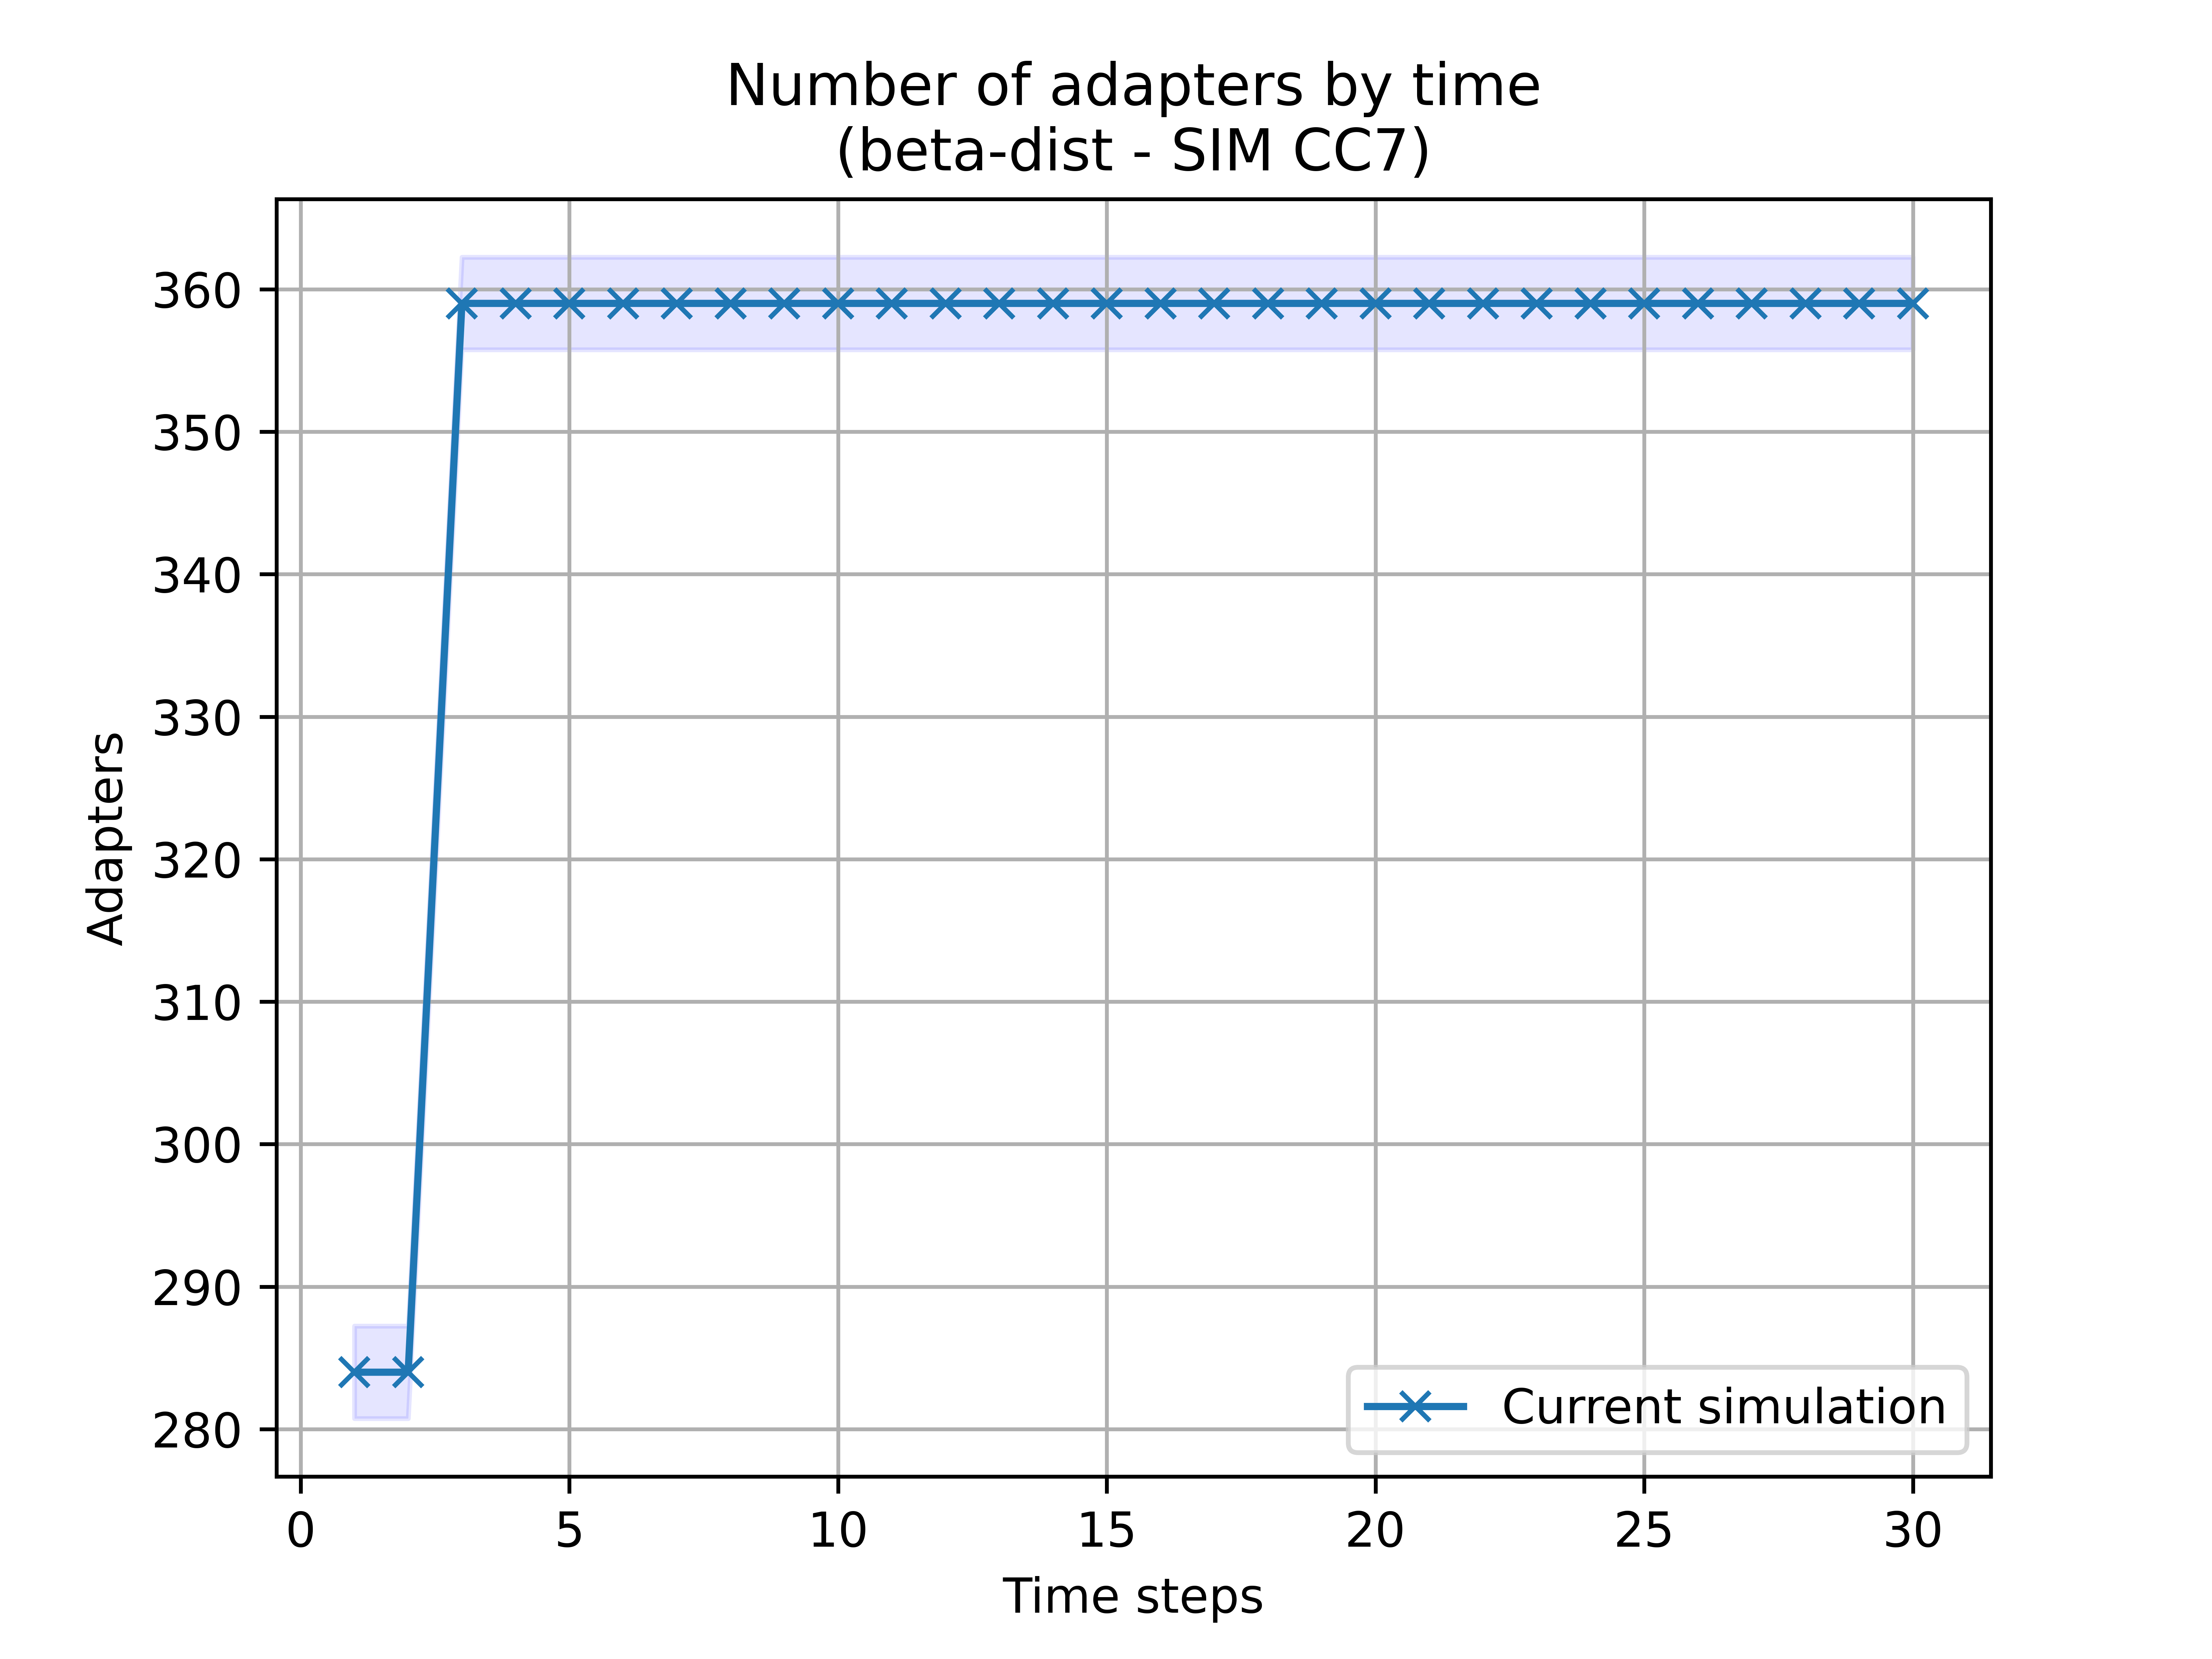 Number of adapters by time
(beta-dist - SIM CC7)
360
350
340
330
320
310
300
290
280
Adapters
Current simulation
0 5 10 15 20 25 30
Time steps